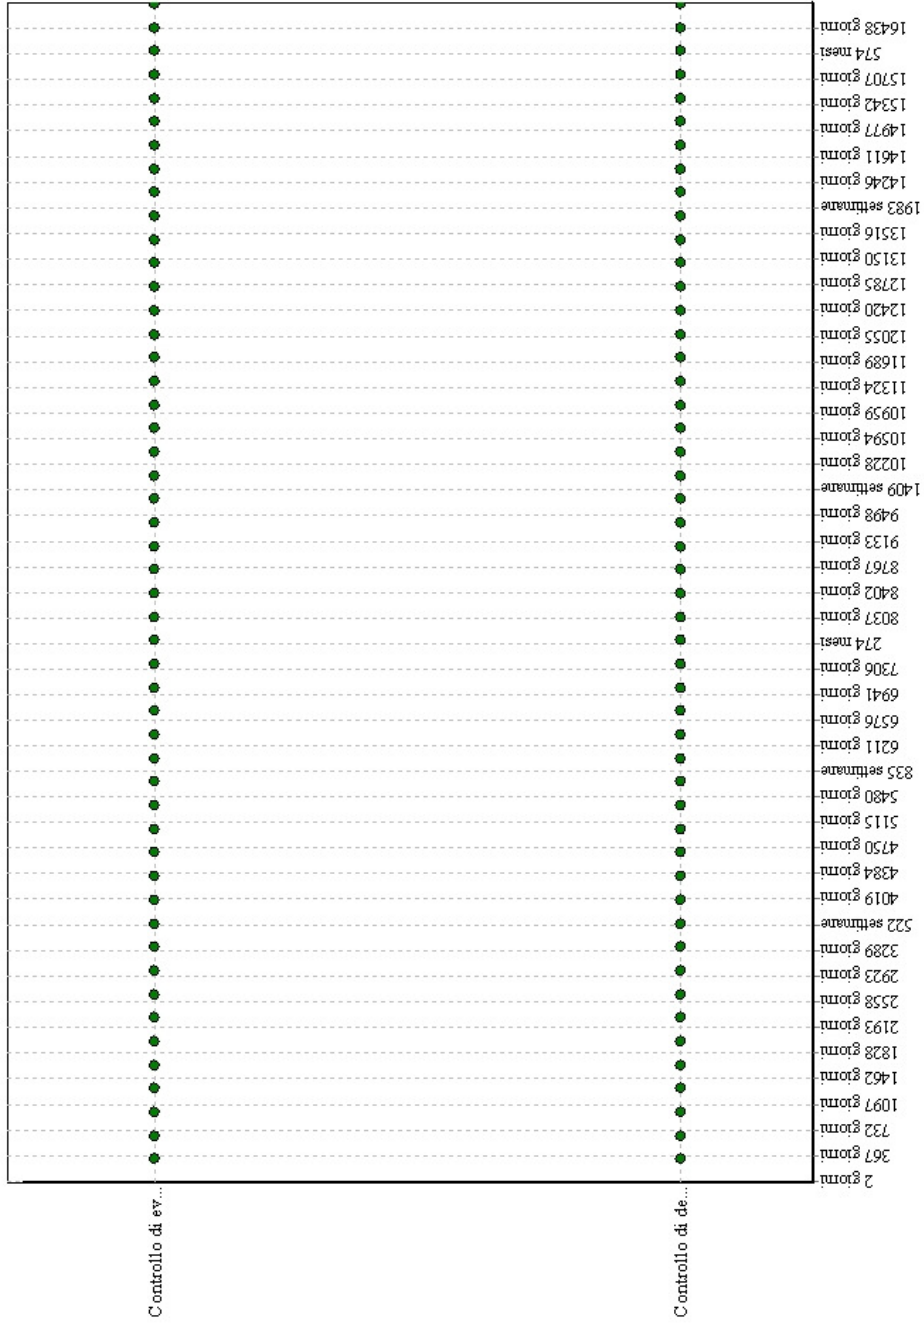 16438 giorni
574 mesi
15707 giorni
15342 giorni
14977 giorni
14611 giorni
14246 giorni
1983 settimane
13516 giorni
13150 giorni
12785 giorni
12420 giorni
12055 giorni
11689 giorni
11324 giorni
10959 giorni
10594 giorni
10228 giorni
1409 settimane
9498 giorni
9133 giorni
8767 giorni
8402 giorni
8037 giorni
274 mesi
7306 giorni
6941 giorni
6576 giorni
6211 giorni
835 settimane
5480 giorni
5115 giorni
4750 giorni
4384 giorni
4019 giorni
522 settimane
3289 giorni
2923 giorni
2558 giorni
2193 giorni
1828 giorni
1462 giorni
1097 giorni
732 giorni
367 giorni
2 giorni
Controllo di ev...
Controllo di de...